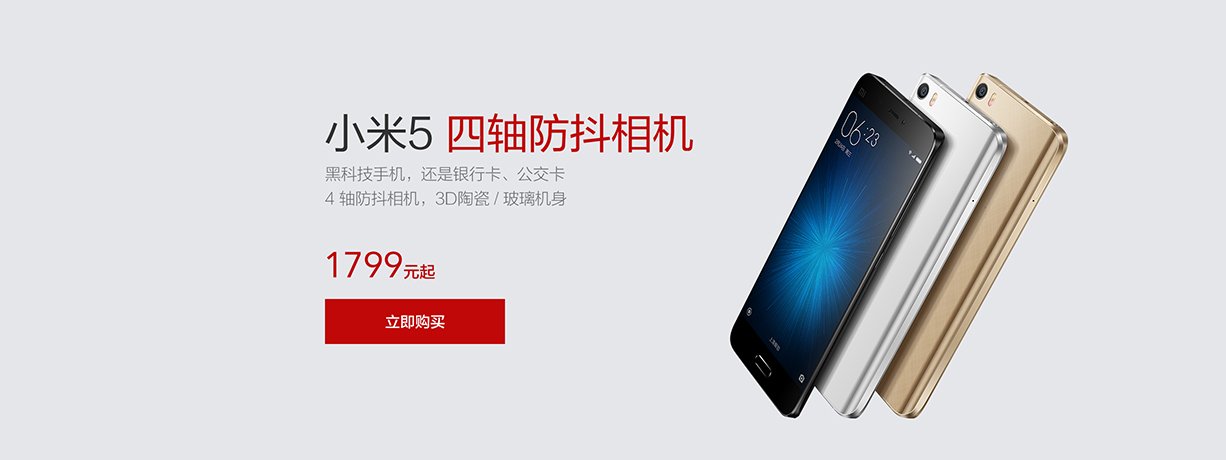 小米5 四轴防抖相机
黑科技手机，还是银行卡、公交卡
4 轴防抖相机，3D陶瓷 / 玻璃机身
1799元起
立即购买
06:23